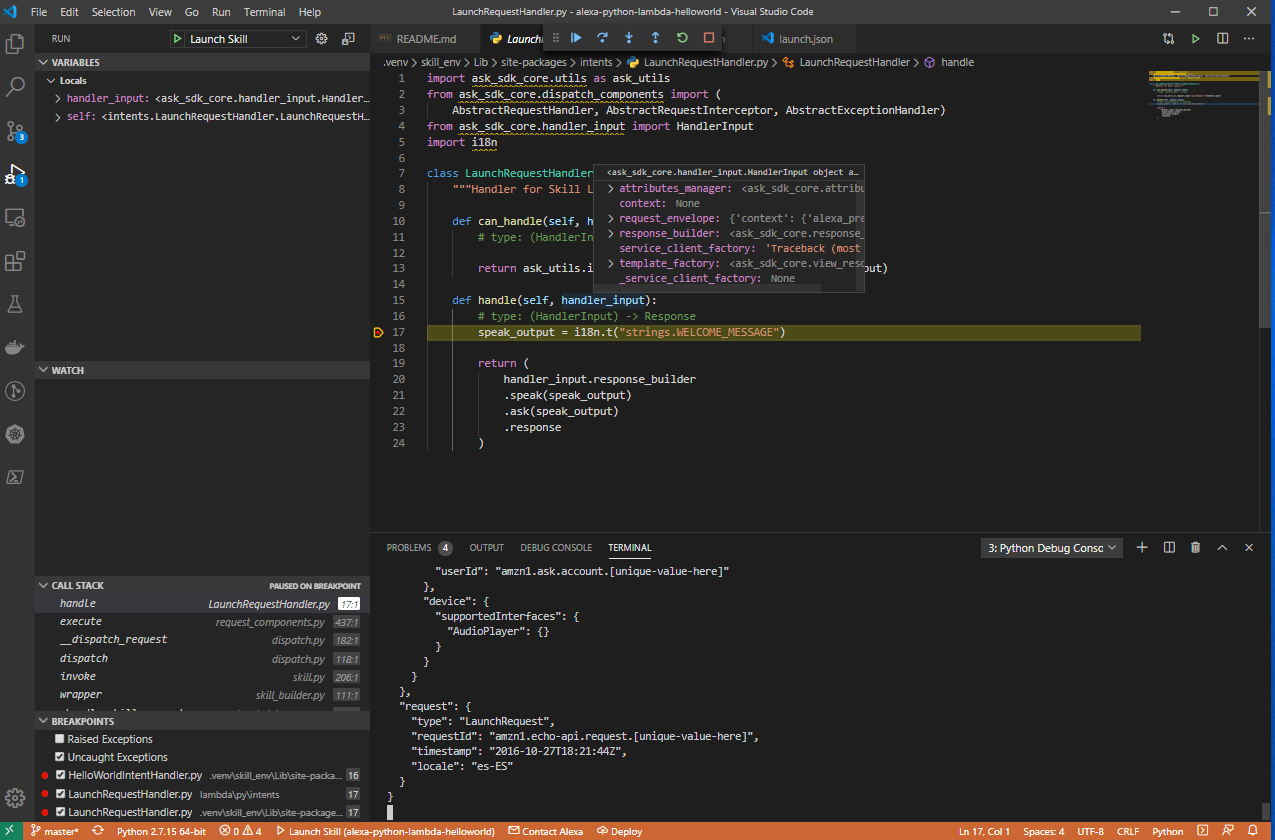 File Edit Selection View Go Run Terminal Help
LaunchRequestHandler.py - alexa-python-lambda-helloworld - Visual Studio Code
RUN
Launch Skill
README.md
launch.json
VARIABLES
Locals
handler_input: <ask_sdk_core.handler_input.Handler...
self: <intents.LaunchRequestHandler.LaunchRequestH...
.venv > skill_env > Lib > site-packages > intents > LaunchRequestHandler.py > LaunchRequestHandler > handle
1 import ask_sdk_core.utils as ask_utils
2 from ask_sdk_core.dispatch_components import (
3 AbstractRequestHandler, AbstractRequestInterceptor, AbstractExceptionHandler)
4 from ask_sdk_core.handler_input import HandlerInput
5 import i18n
6
7 class LaunchRequestHandler
8 """Handler for Skill L
9
10 def can_handle(self, h
11 # type: (HandlerIn
12
13 return ask_utils.i
14
15 def handle(self, handler_input):
16 # type: (HandlerInput) -> Response
17 speak_output = i18n.t("strings.WELCOME_MESSAGE")
18
19 return (
20 handler_input.response_builder
21 .speak(speak_output)
22 .ask(speak_output)
23 .response
24 )
<ask_sdk_core.handler_input.HandlerInput object a...
attributes_manager: <ask_sdk_core.attribu
context: None
request_envelope: {'context': {'alexa_pre
response_builder: <ask_sdk_core.response_
service_client_factory: 'Traceback (most
template_factory: <ask_sdk_core.view_reso
_service_client_factory: None
WATCH
CALL STACK PAUSED ON BREAKPOINT
handle LaunchRequestHandler.py 17:1
execute request_components.py 437:1
__dispatch_request dispatch.py 182:1
dispatch dispatch.py 118:1
invoke skill.py 206:1
wrapper skill_builder.py 111:1
BREAKPOINTS
Raised Exceptions
Uncaught Exceptions
HelloWorldIntentHandler.py .venv\skill_env\Lib\site-packa... 16
LaunchRequestHandler.py lambda\py\intents 17
LaunchRequestHandler.py .venv\skill_env\Lib\site-package... 17
PROBLEMS 4 OUTPUT DEBUG CONSOLE TERMINAL
3: Python Debug Conso
"userId": "amzn1.ask.account.[unique-value-here]"
},
"device": {
"supportedInterfaces": {
"AudioPlayer": {}
}
}
}
},
"request": {
"type": "LaunchRequest",
"requestId": "amzn1.echo-api.request.[unique-value-here]",
"timestamp": "2016-10-27T18:21:44Z",
"locale": "es-ES"
}
}
3
1
master* Python 2.7.15 64-bit 0 4 Launch Skill (alexa-python-lambda-helloworld) Contact Alexa Deploy
Ln 17, Col 1 Spaces: 4 UTF-8 CRLF Python